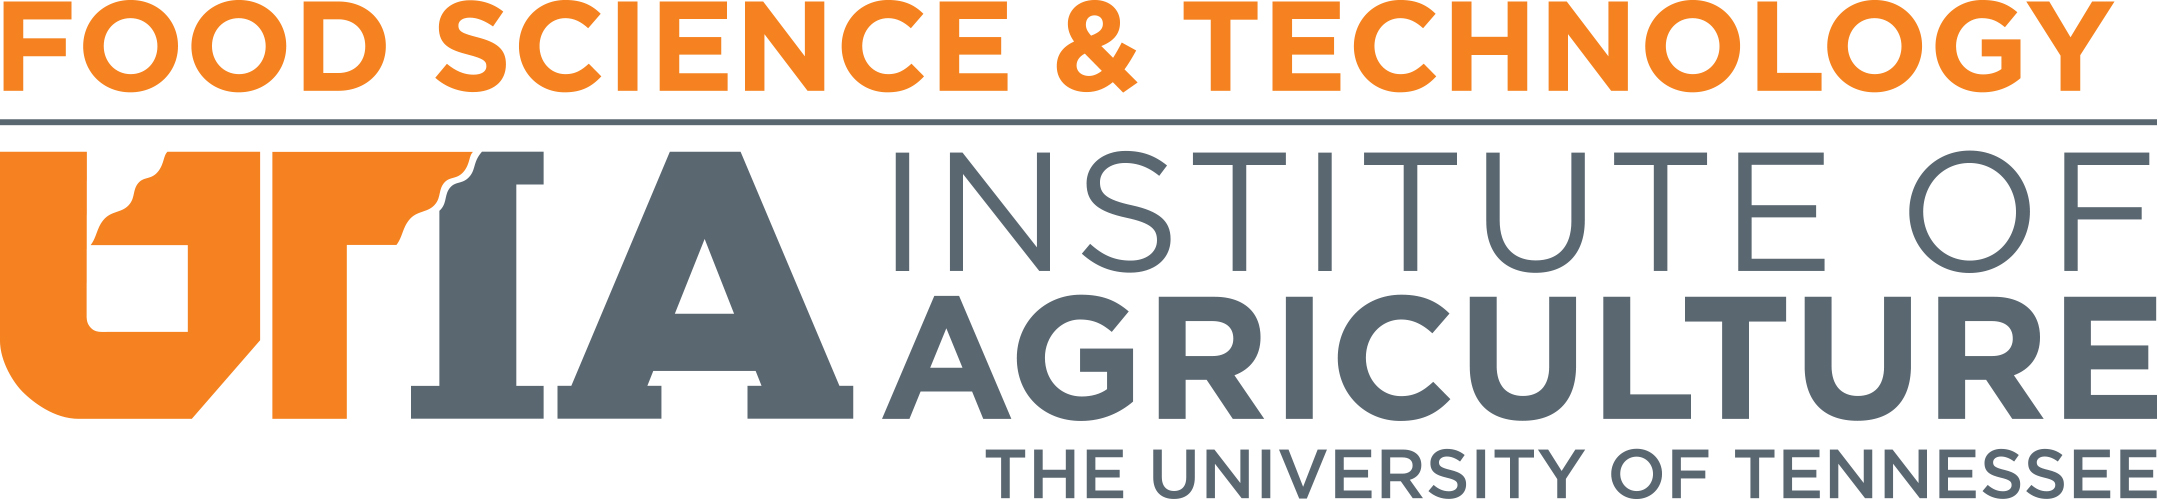 FOOD SCIENCE & TECHNOLOGY
UTIA INSTITUTE OF
AGRICULTURE
THE UNIVERSITY OF TENNESSEE